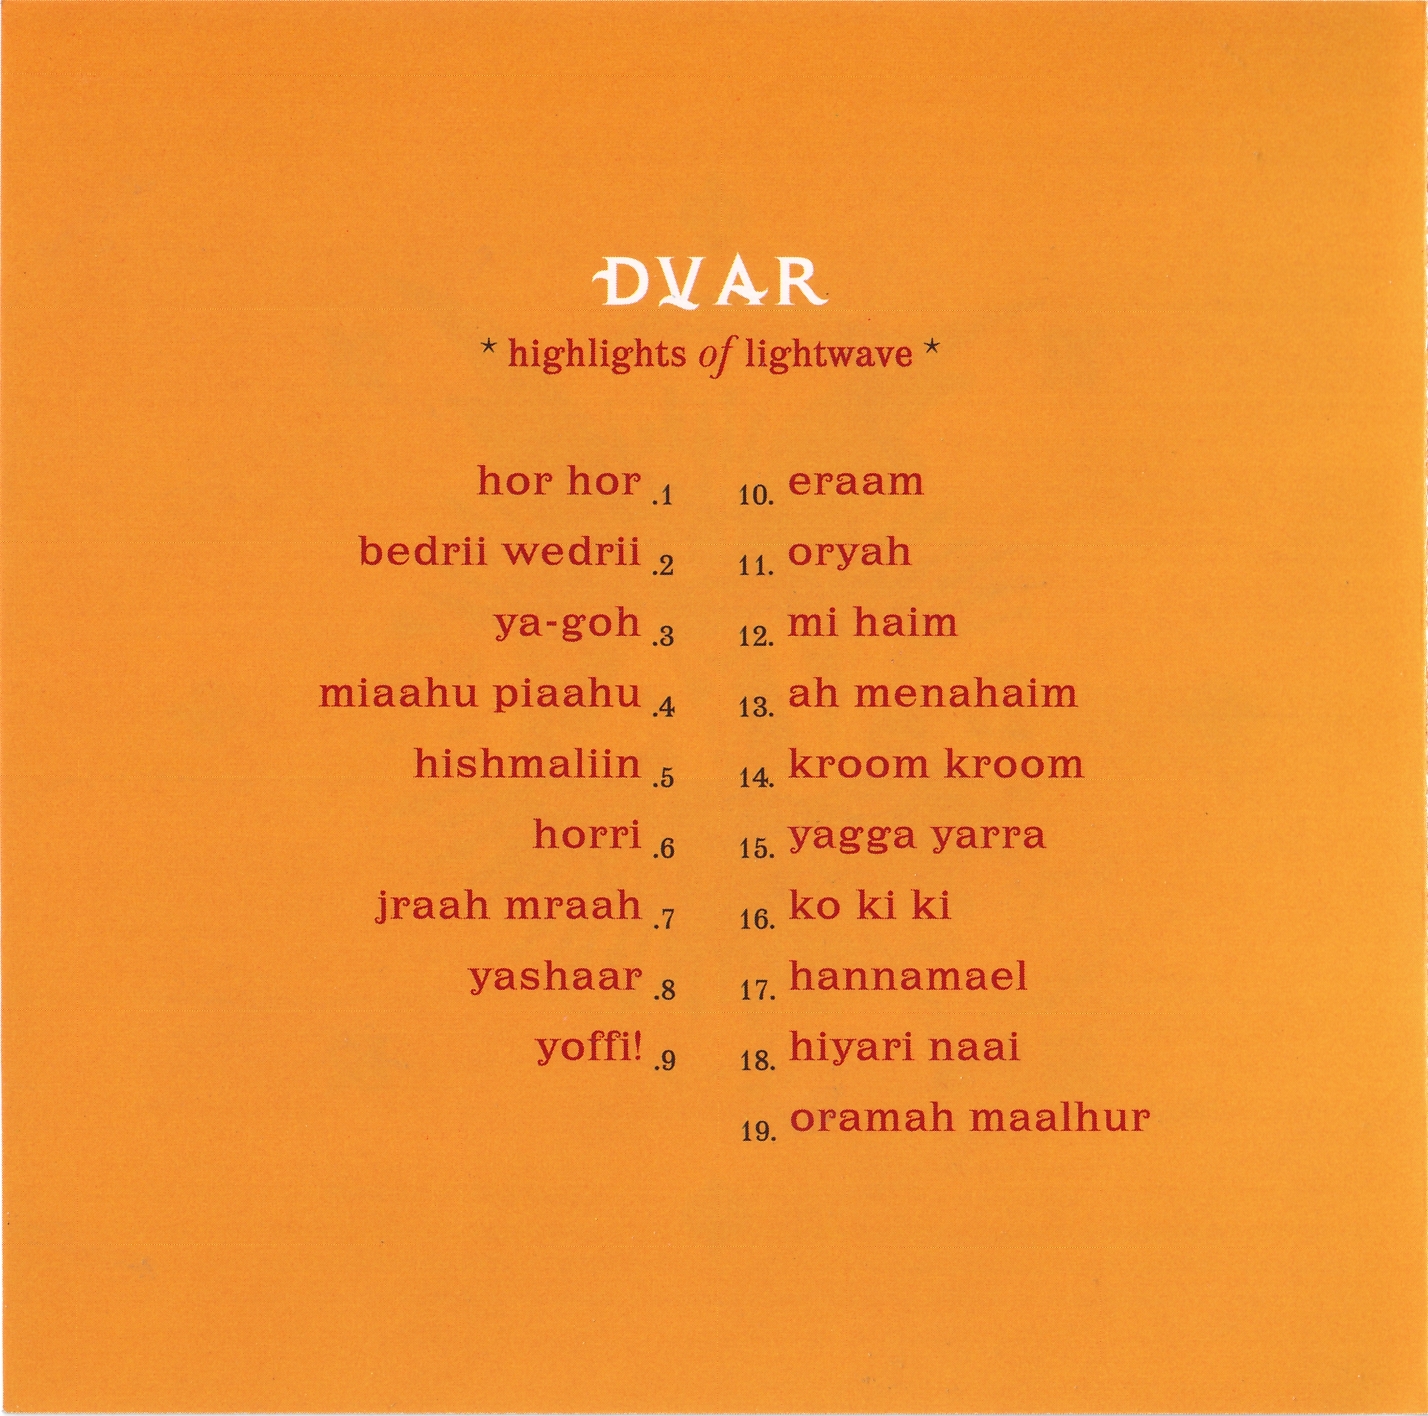 DVAR
* highlights of lightwave *
hor hor .1
bedrii wedrii .2
ya-goh .3
miaahu piaahu .4
hishmaliin .5
horri .6
jraah mraah .7
yashaar .8
yoffi! .9
10. eraam
11. oryah
12. mi haim
13. ah menahaim
14. kroom kroom
15. yagga yarra
16. ko ki ki
17. hannamael
18. hiyari naai
19. oramah maalhur